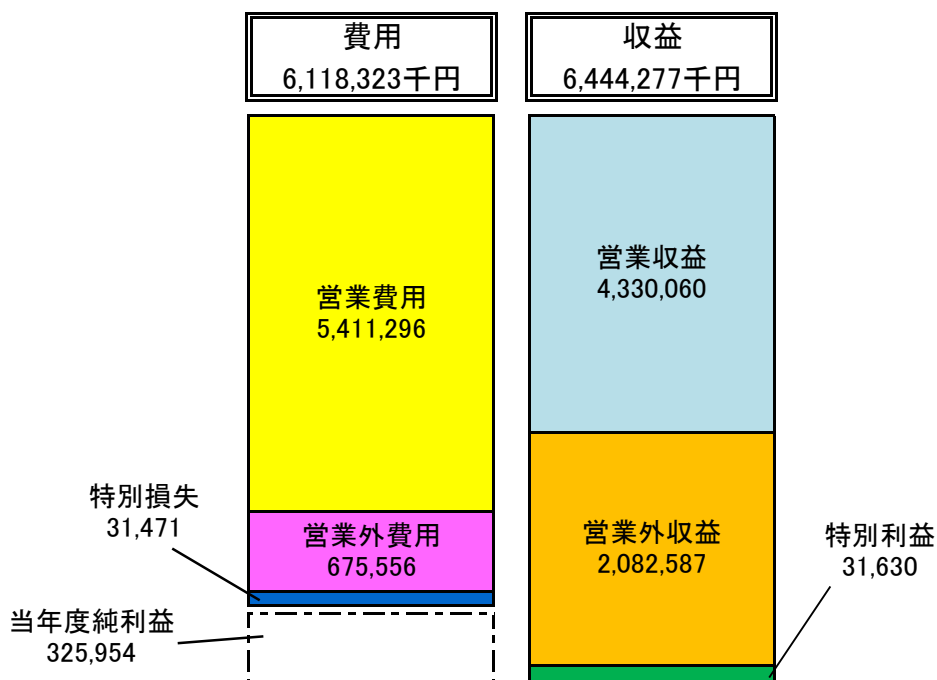 費用
6,118,323千円
収益
6,444,277千円
営業費用
5,411,296
営業外費用
675,556
特別損失
31,471
当年度純利益
325,954
営業収益
4,330,060
営業外収益
2,082,587
特別利益
31,630